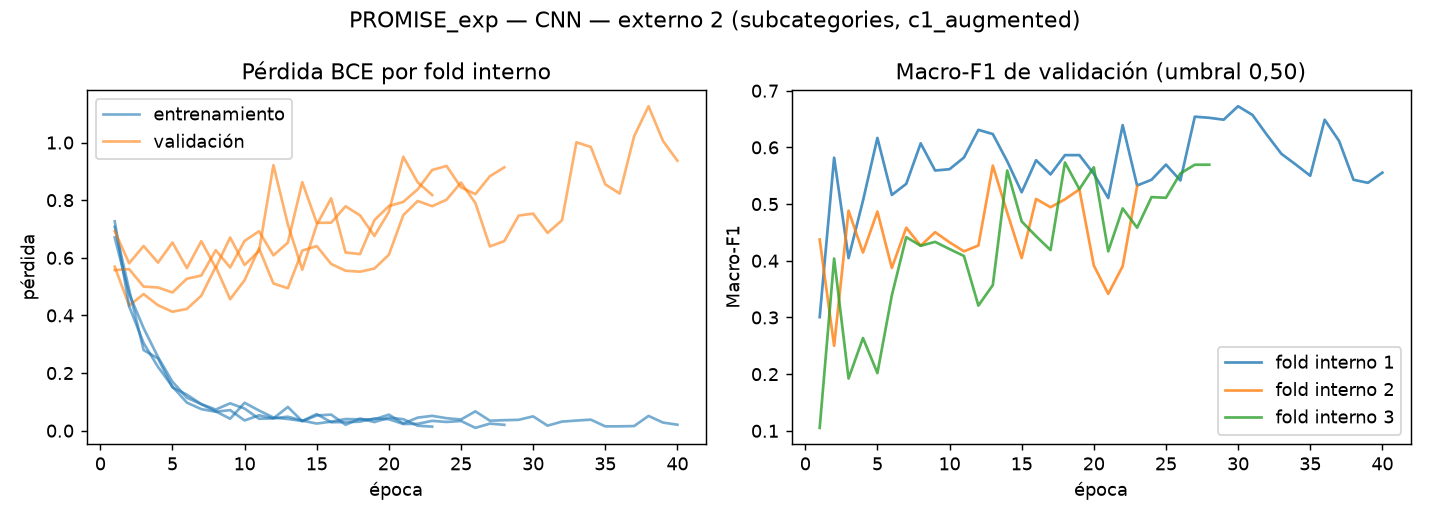 PROMISE_exp — CNN — externo 2 (subcategories, c1_augmented)
Pérdida BCE por fold interno
entrenamiento
validación
pérdida
1.0
0.8
0.6
0.4
0.2
0.0
0 5 10 15 20 25 30 35 40
época
Macro-F1 de validación (umbral 0,50)
Macro-F1
0.7
0.6
0.5
0.4
0.3
0.2
0.1
fold interno 1
fold interno 2
fold interno 3
0 5 10 15 20 25 30 35 40
época